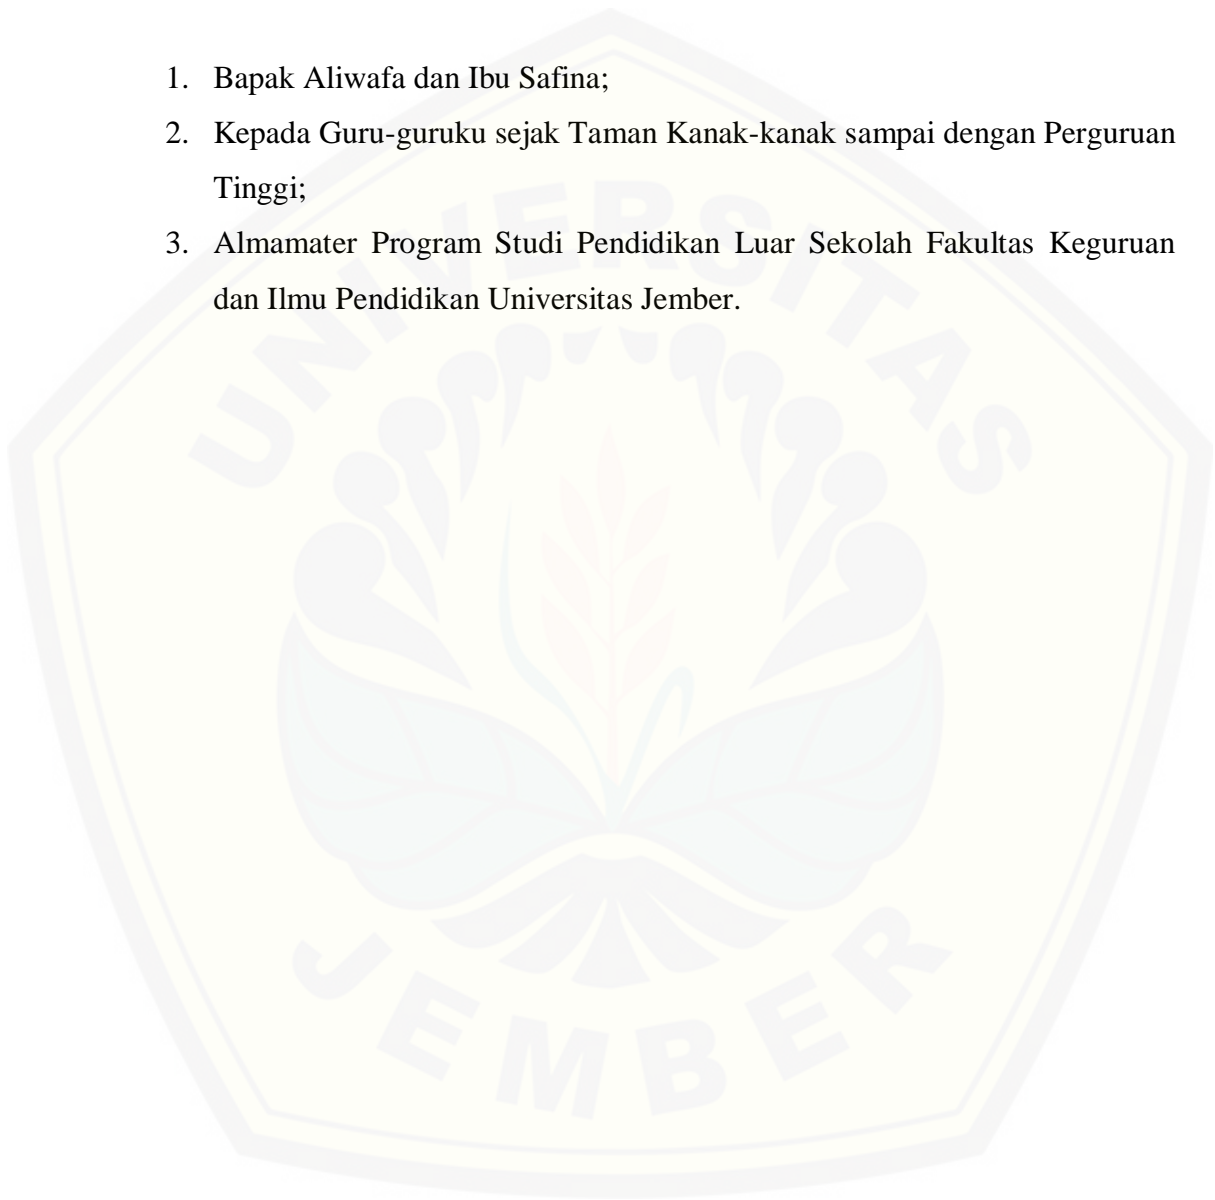 1. Bapak Aliwafa dan Ibu Safina;
2. Kepada Guru-guruku sejak Taman Kanak-kanak sampai dengan Perguruan
Tinggi;
3. Almamater Program Studi Pendidikan Luar Sekolah Fakultas Keguruan
dan Ilmu Pendidikan Universitas Jember.
UNIVERSITAS
JEMBER